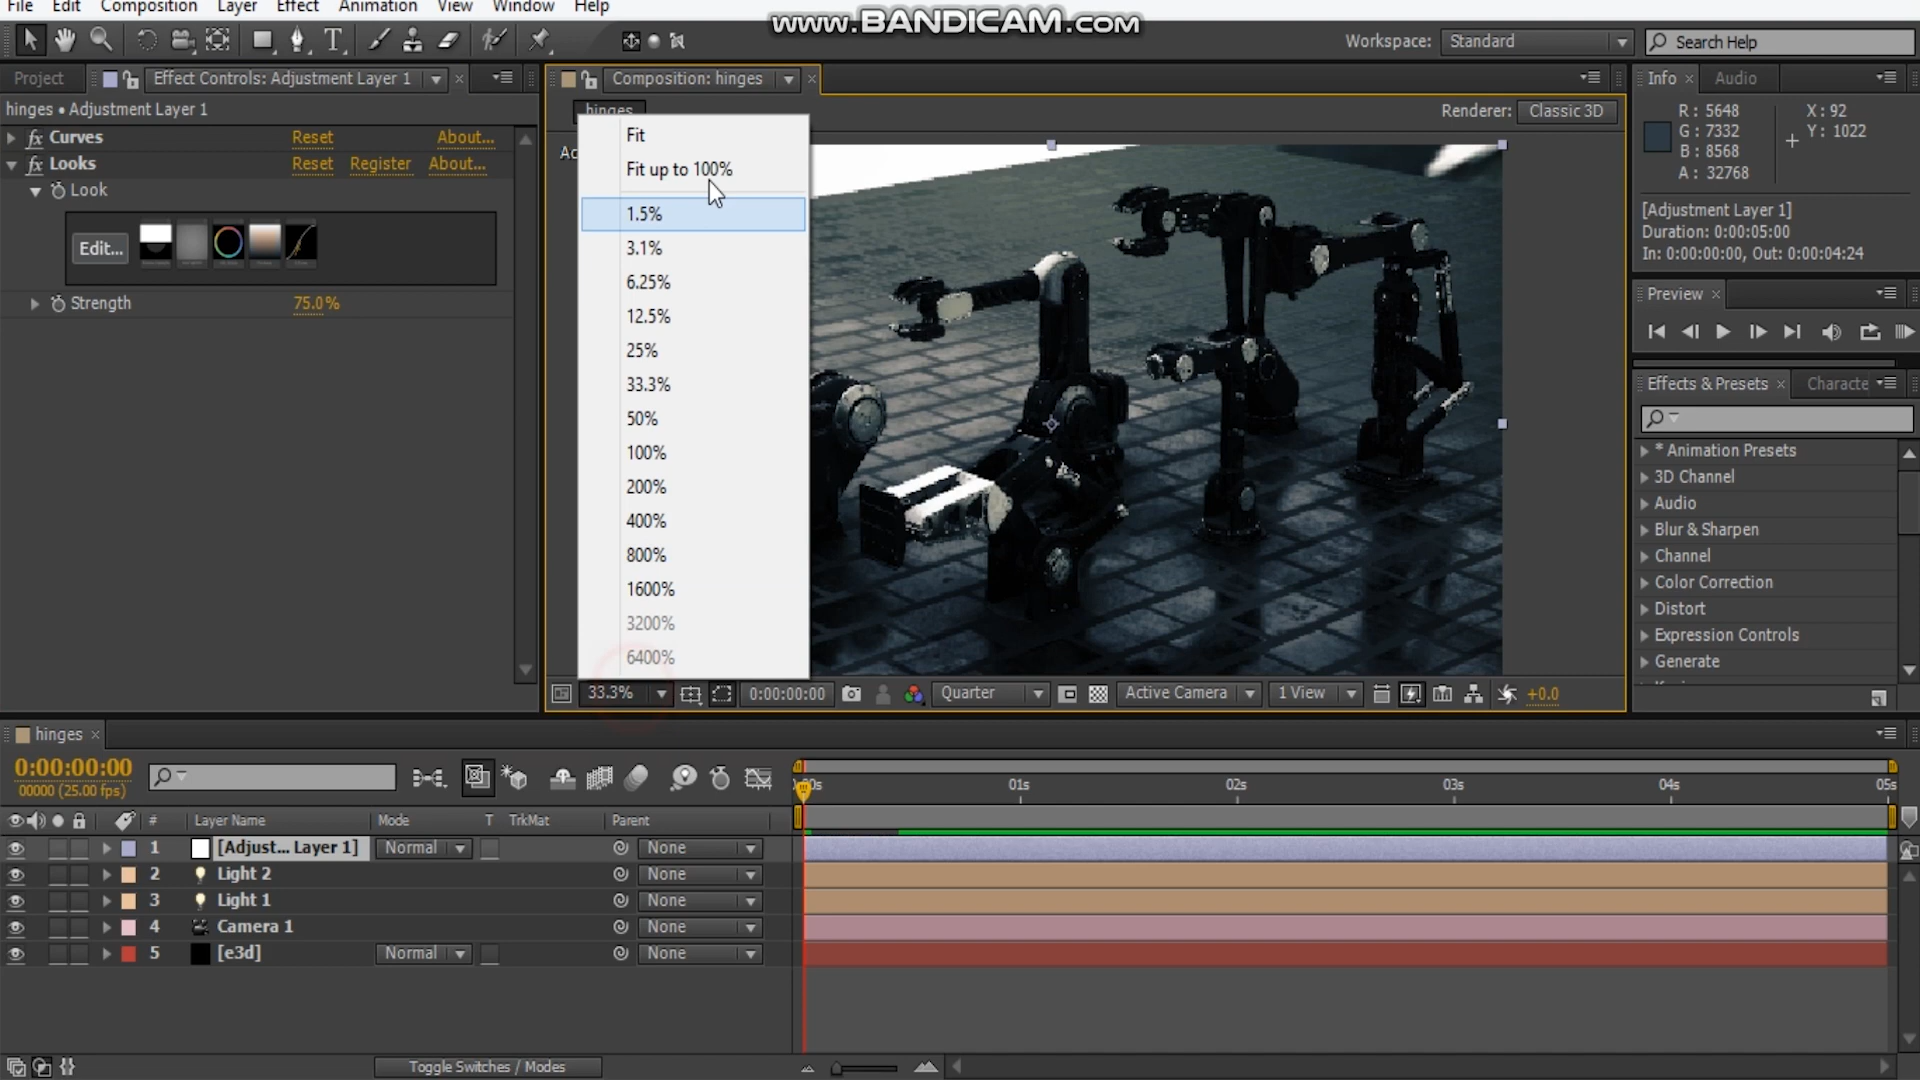 File Edit Composition Layer Effect Animation View Window Help
www.BANDICAM.com
Workspace: Standard
Search Help
Project
Effect Controls: Adjustment Layer 1
Composition: hinges
Info
Audio
hinges • Adjustment Layer 1
hinges
Renderer: Classic 3D
R: 5648
G: 7332
B: 8568
A: 32768
X: 92
Y: 1022
Curves Reset About...
Looks Reset Register About...
Look
Edit...
Strength 75.0%
Ac
Fit
Fit up to 100%
1.5%
3.1%
6.25%
12.5%
25%
33.3%
50%
100%
200%
400%
800%
1600%
3200%
6400%
[Adjustment Layer 1]
Duration: 0:00:05:00
In: 0:00:00:00, Out: 0:00:04:24
Preview
Effects & Presets
Characte
* Animation Presets
3D Channel
Audio
Blur & Sharpen
Channel
Color Correction
Distort
Expression Controls
Generate
33.3% 0:00:00:00 Quarter Active Camera 1 View +0.0
hinges
0:00:00:00
00000 (25.00 fps)
01s 02s 03s 04s 05s
# Layer Name Mode T TrkMat Parent
1 [Adjust... Layer 1] Normal None
2 Light 2 None
3 Light 1 None
4 Camera 1 None
5 [e3d] Normal None
Toggle Switches / Modes